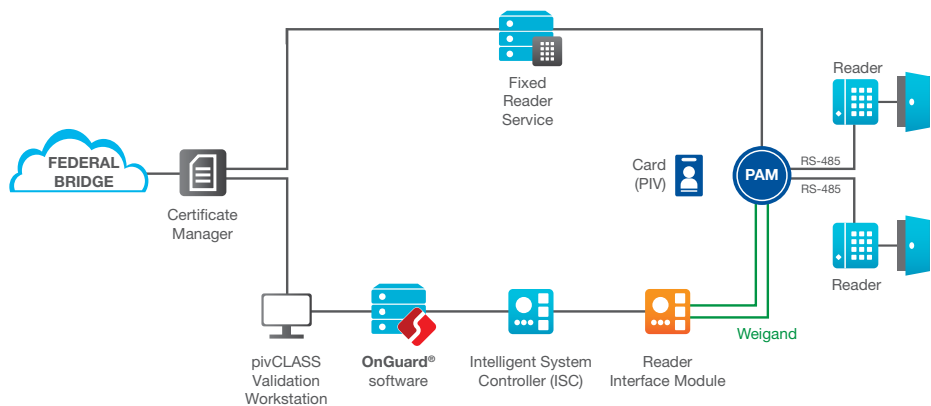 Fixed
Reader
Service
Reader
FEDERAL
BRIDGE
Certificate
Manager
Card
(PIV)
PAM
RS-485
RS-485
Reader
Weigand
pivCLASS
Validation
Workstation
OnGuard®
software
Intelligent System
Controller (ISC)
Reader
Interface Module